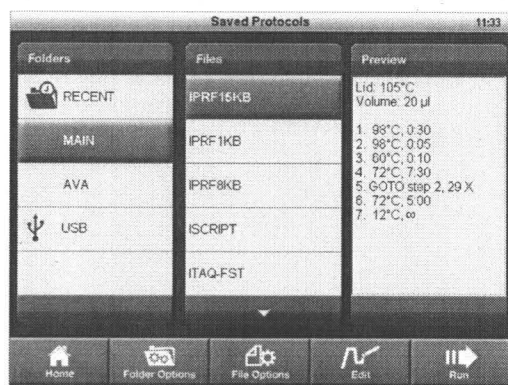 Saved Protocols 11:33
Folders
RECENT
MAIN
AVA
USB
Files
IPRF15KB
IPRF1KB
IPRF8KB
ISCRIPT
ITAQ-FST
Preview
Lid: 105°C
Volume: 20 µl
1. 98°C, 0:30
2. 98°C, 0:05
3. 60°C, 0:10
4. 72°C, 7:30
5. GOTO step 2, 29 X
6. 72°C, 5:00
7. 12°C, ∞
Home
Folder Options
File Options
Edit
Run